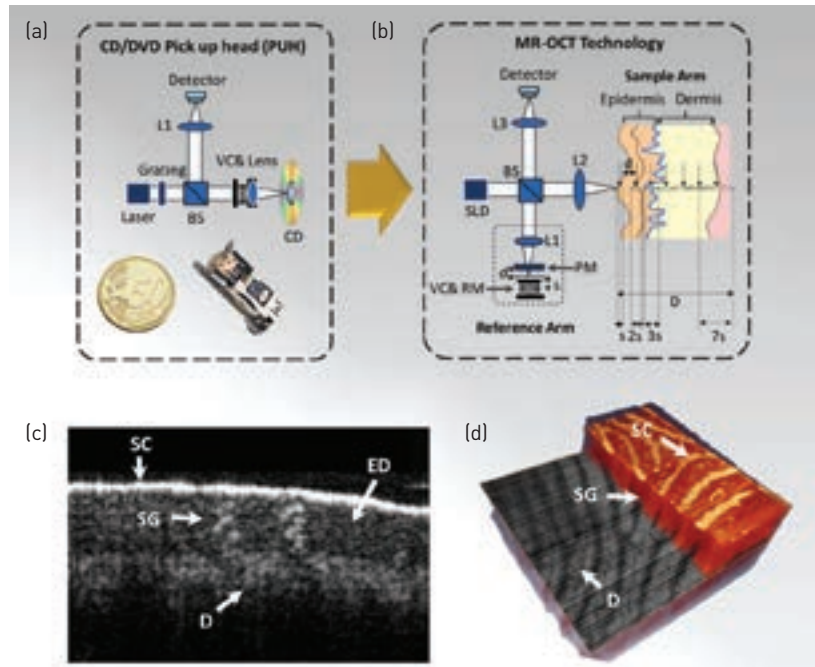 (a)
CD/DVD Pick up head (PUH)
Detector
L1
VC& Lens
Grating
Laser
BS
CD
(b)
MR-OCT Technology
Sample Arm
Detector
Epidermis
Dermis
L3
d
BS
L2
SLD
L1
PM
d
s
VC& RM
D
Reference Arm
s
2s
3s
7s
(c)
SC
ED
SG
D
(d)
SC
SG
D